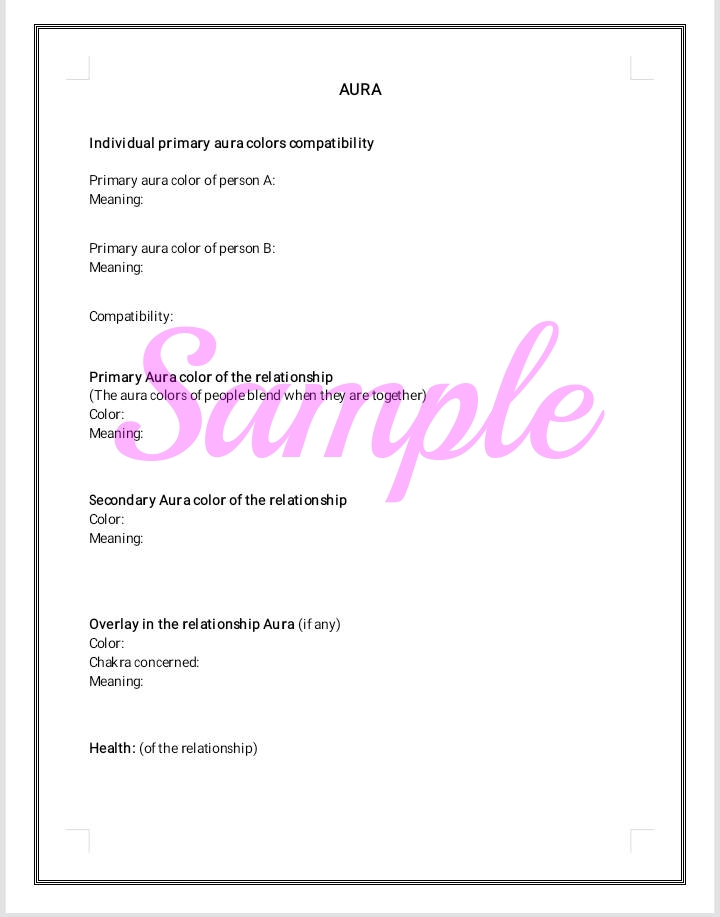 AURA
Individual primary aura colors compatibility
Primary aura color of person A:
Meaning:
Primary aura color of person B:
Meaning:
Compatibility:
Primary Aura color of the relationship
(The aura colors of people blend when they are together)
Color:
Meaning:
Sample
Secondary Aura color of the relationship
Color:
Meaning:
Overlay in the relationship Aura (if any)
Color:
Chakra concerned:
Meaning:
Health: (of the relationship)